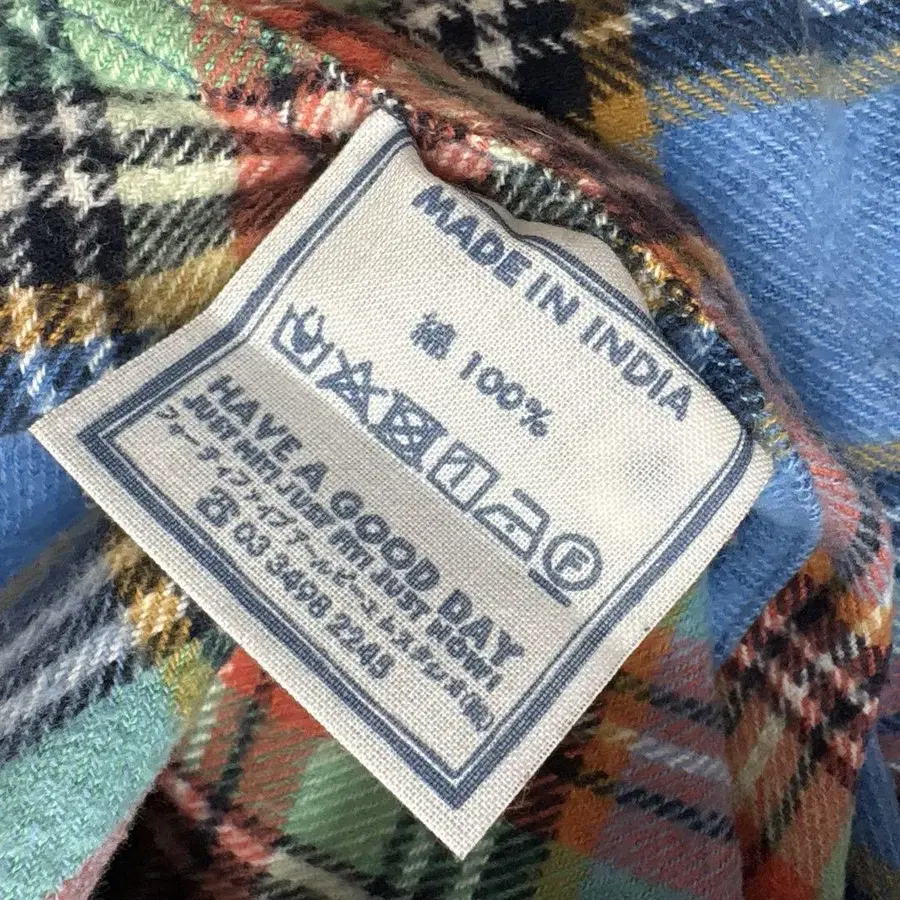 MADE IN INDIA
綿 100%
F
HAVE A GOOD DAY
JUST HIT! JUST FIT! JUST NOW!
フォーティファイブアールピーエムスタジオ(株)
☎03 3498 2248